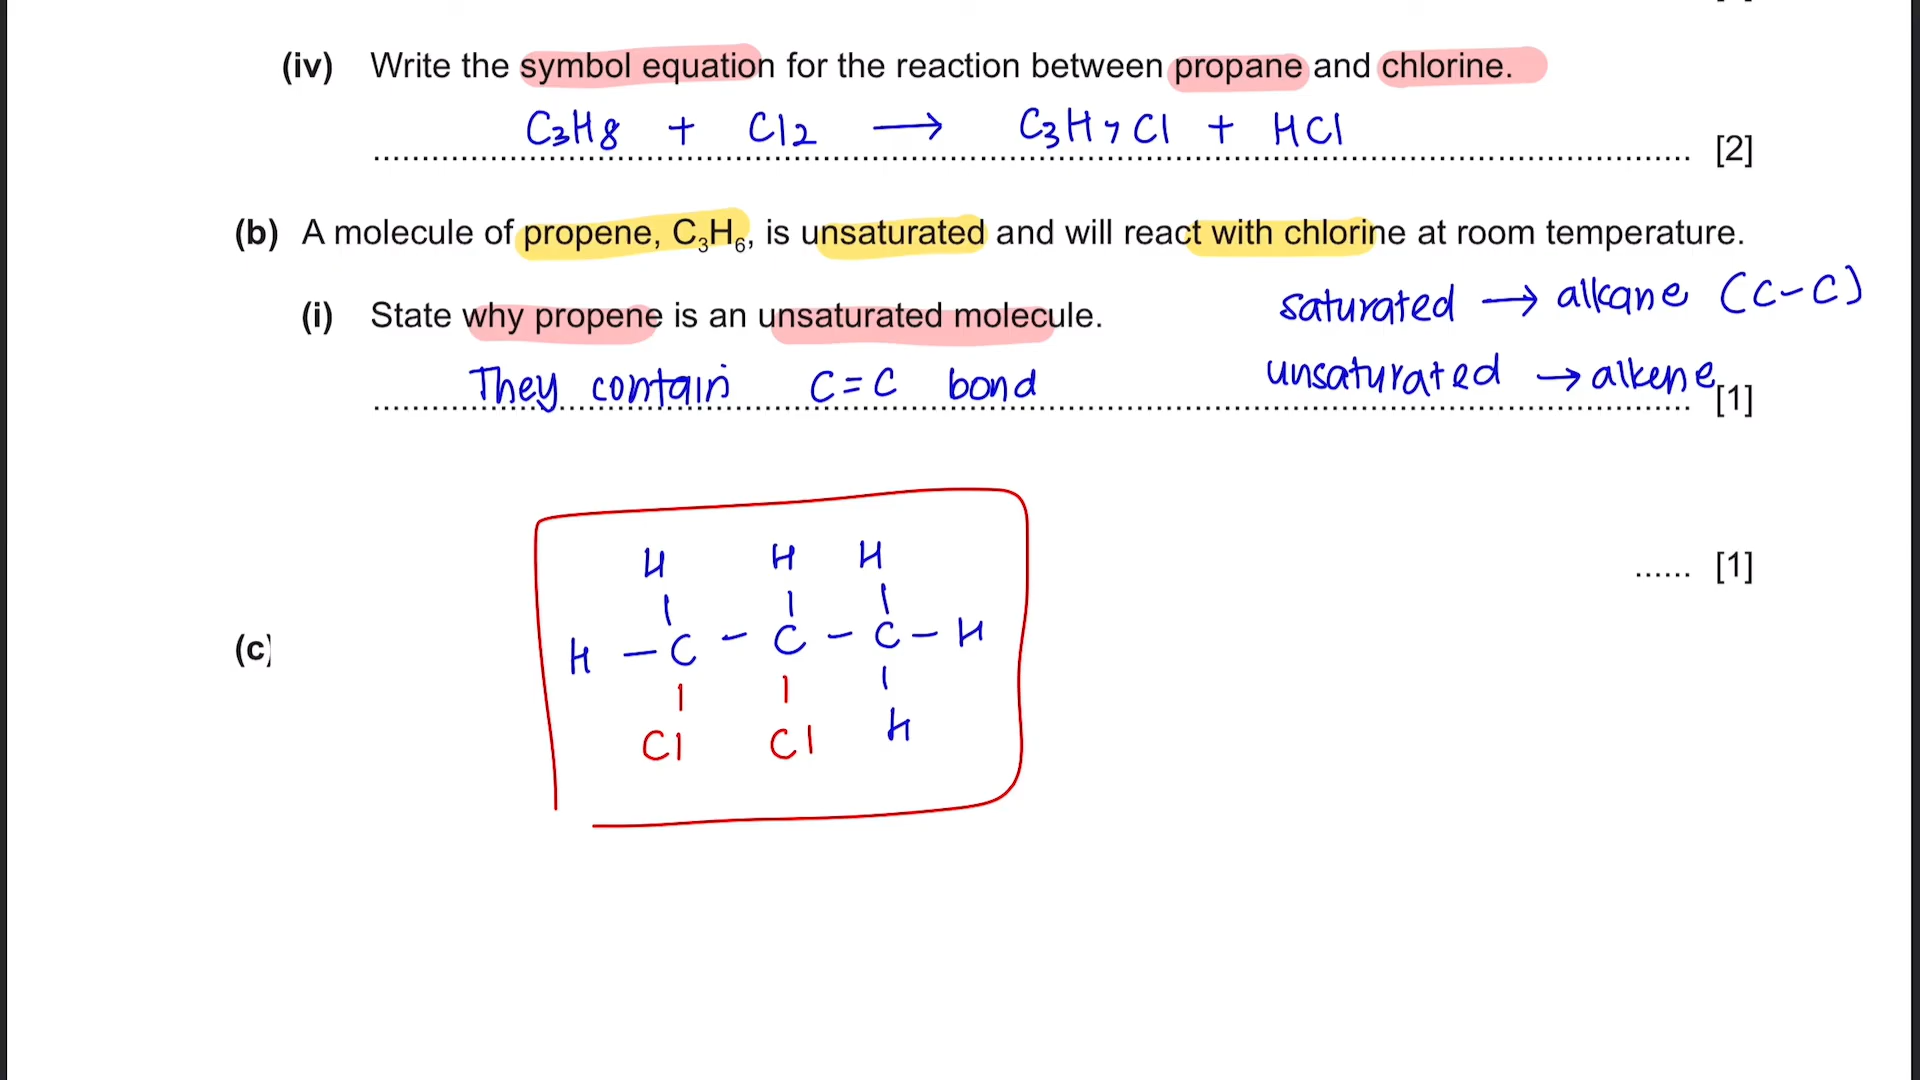 (iv) Write the symbol equation for the reaction between propane and chlorine.
C3H8 + Cl2 → C3H7Cl + HCl
[2]
(b) A molecule of propene, C₃H₆, is unsaturated and will react with chlorine at room temperature.
saturated → alkane (C-C)
(i) State why propene is an unsaturated molecule.
unsaturated → alkene
They contain C=C bond
[1]
H H H
...... [1]
H - C - C - C - H
(c)
Cl Cl H